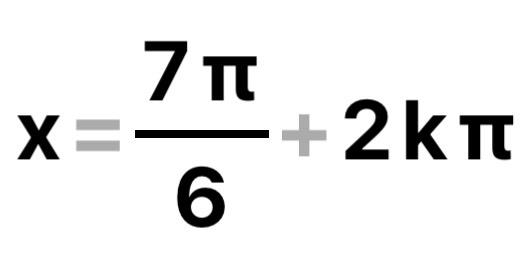 x = 7π/6 + 2kπ